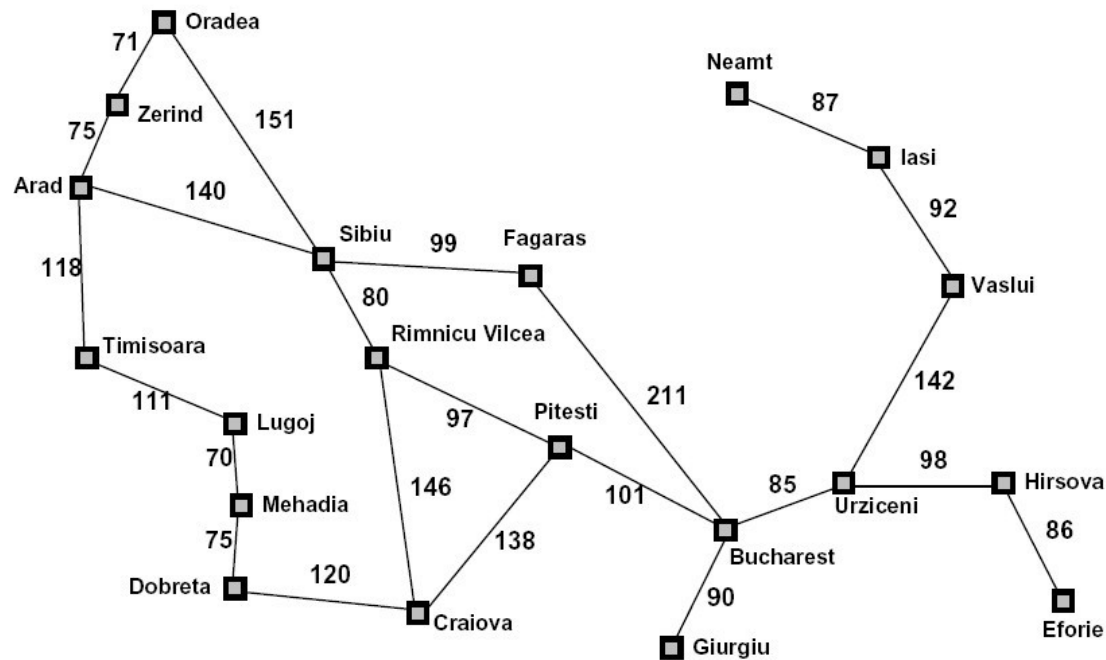 Oradea
71
Neamt
87
Zerind
75
151
Iasi
Arad
140
92
Sibiu
99
Fagaras
118
80
Vaslui
Timisoara
Rimnicu Vilcea
142
111
Lugoj
97
Pitesti
211
70
98
Hirsova
146
101
85
Urziceni
Mehadia
86
75
138
Bucharest
Dobreta
120
90
Craiova
Giurgiu
Eforie